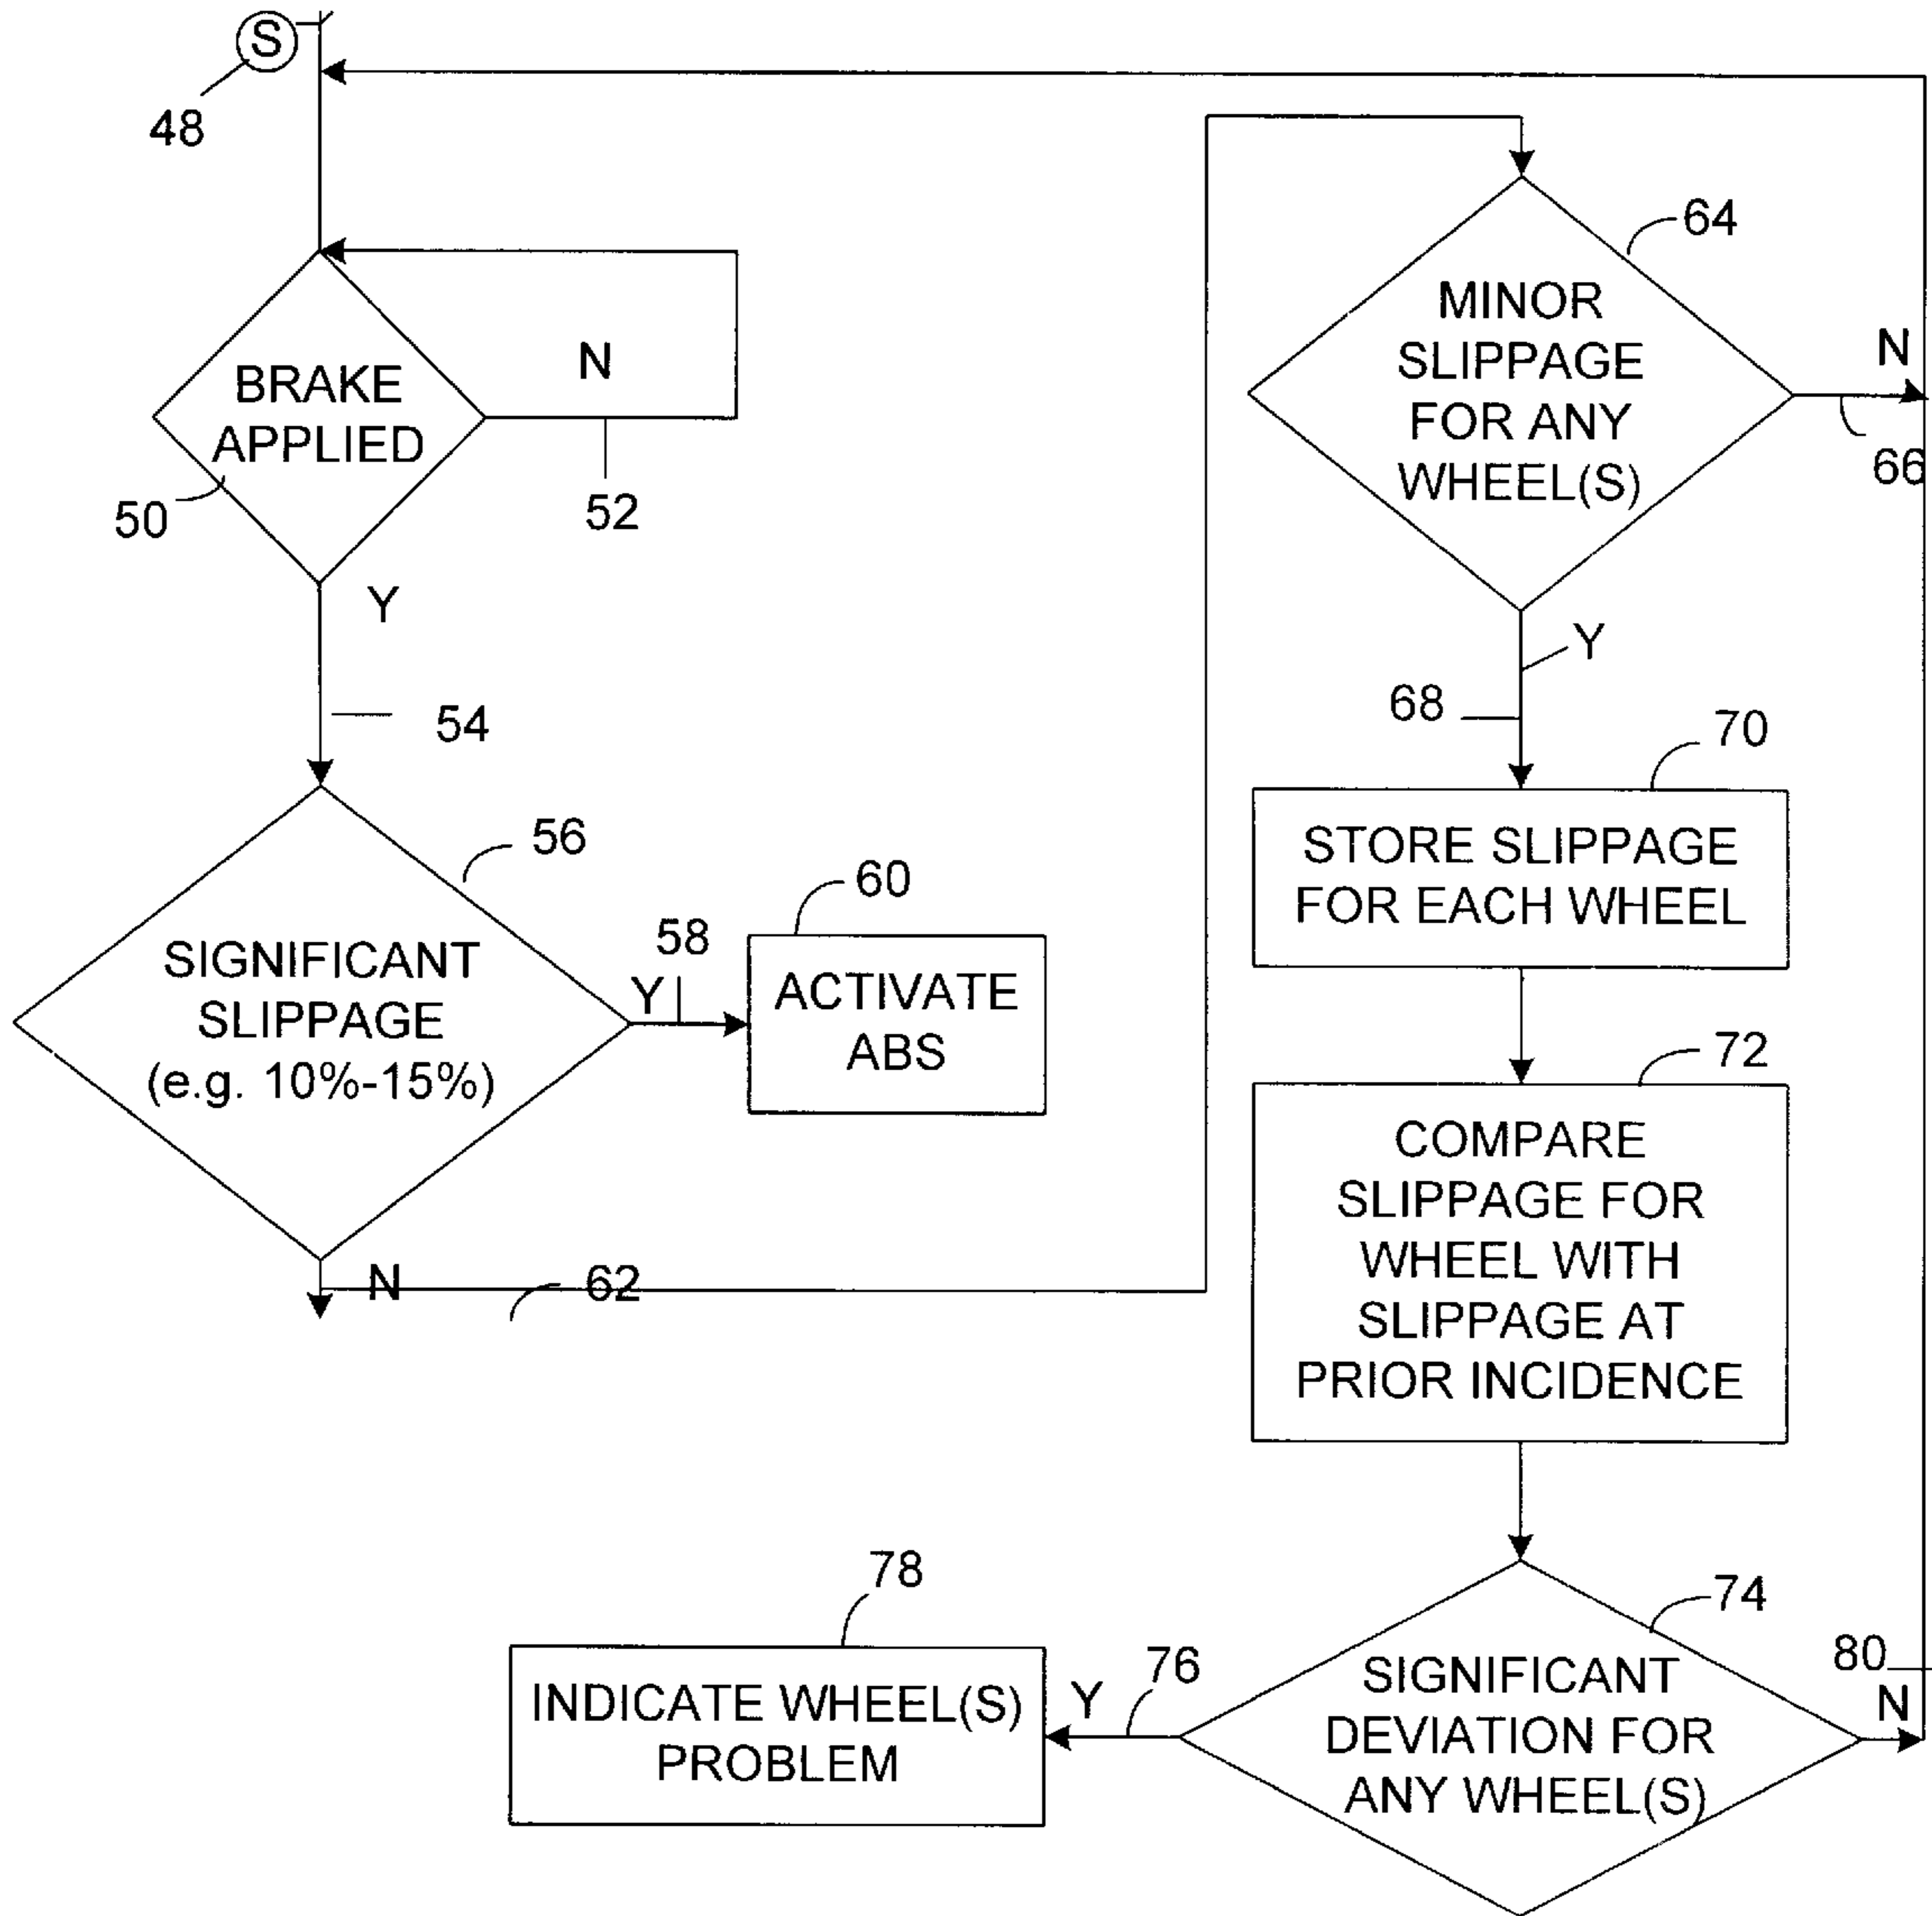 S
48
BRAKE
APPLIED
N
50
52
Y
54
56
SIGNIFICANT
SLIPPAGE
(e.g. 10%-15%)
58
Y
60
ACTIVATE
ABS
N
62
64
MINOR
SLIPPAGE
FOR ANY
WHEEL(S)
N
66
Y
68
70
STORE SLIPPAGE
FOR EACH WHEEL
72
COMPARE
SLIPPAGE FOR
WHEEL WITH
SLIPPAGE AT
PRIOR INCIDENCE
74
SIGNIFICANT
DEVIATION FOR
ANY WHEEL(S)
76
Y
78
INDICATE WHEEL(S)
PROBLEM
80
N